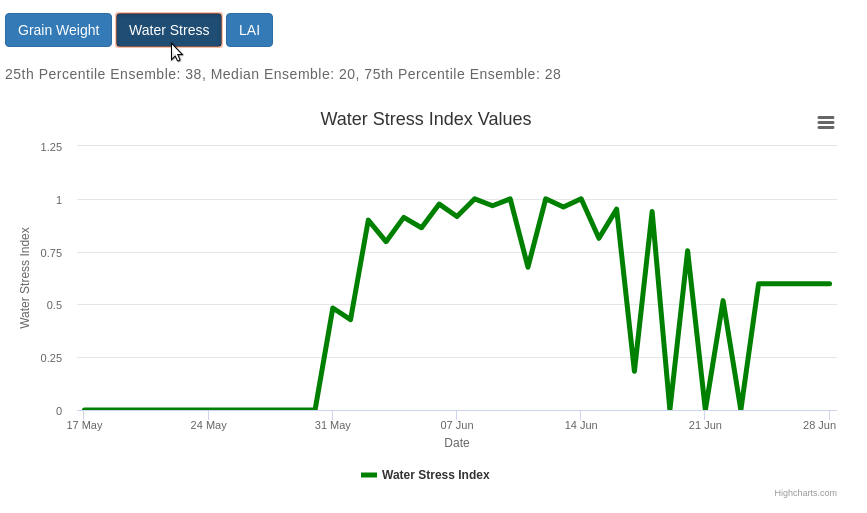 Grain Weight Water Stress LAI
25th Percentile Ensemble: 38, Median Ensemble: 20, 75th Percentile Ensemble: 28
Water Stress Index Values
1.25
1
0.75
0.5
0.25
0
Water Stress Index
17 May 24 May 31 May 07 Jun 14 Jun 21 Jun 28 Jun
Date
Water Stress Index
Highcharts.com